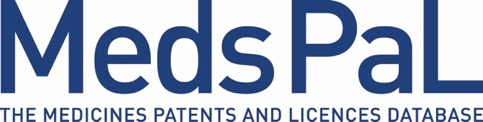 MedsPaL
THE MEDICINES PATENTS AND LICENCES DATABASE